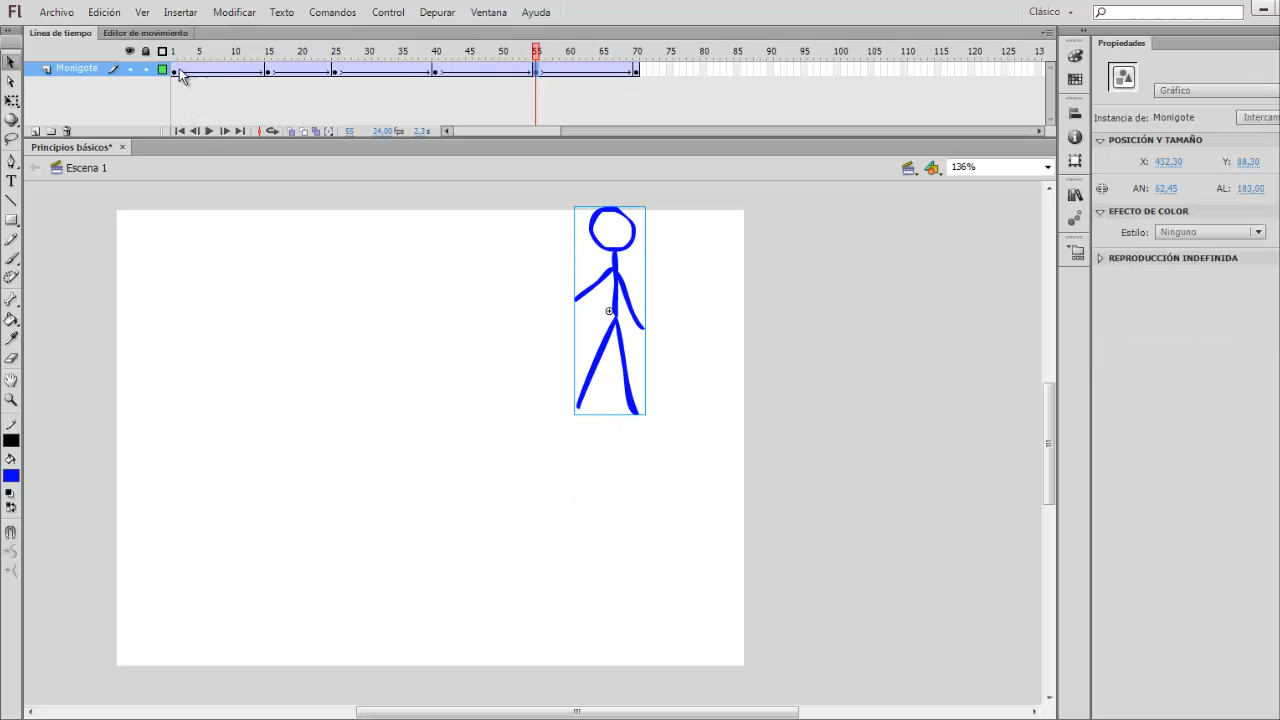 Fl Archivo Edición Ver Insertar Modificar Texto Comandos Control Depurar Ventana Ayuda Clásico
Línea de tiempo Editor de movimiento
1 5 10 15 20 25 30 35 40 45 50 55 60 65 70 75 80 85 90 95 100 105 110 115 120 125 13
Monigote
55 24,00 fps 2,3 s
Principios básicos* ×
Escena 1 136%
Propiedades
Gráfico
Instancia de: Monigote Intercam
POSICIÓN Y TAMAÑO
X: 432,30 Y: 88,30
AN: 62,45 AL: 183,00
EFECTO DE COLOR
Estilo: Ninguno
REPRODUCCIÓN INDEFINIDA